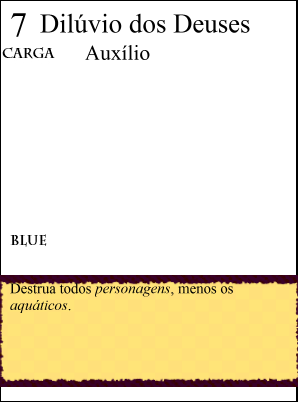 7 Dilúvio dos Deuses
CARGA Auxílio
BLUE
Destrua todos personagens, menos os
aquáticos.